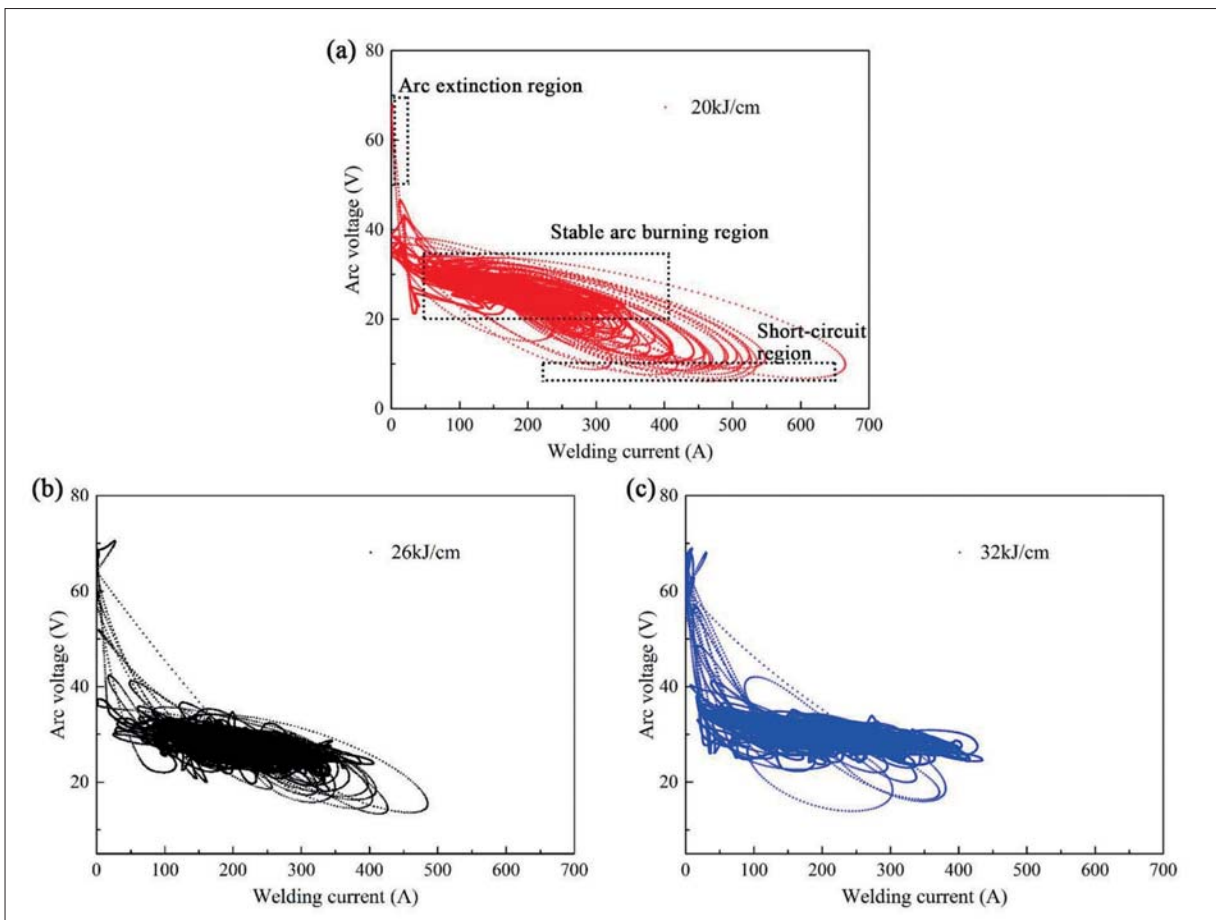 (a)
80
Arc extinction region
20kJ/cm
60
Arc voltage (V)
40
Stable arc burning region
20
Short-circuit
region
0
0 100 200 300 400 500 600 700
Welding current (A)
(b)
80
26kJ/cm
60
Arc voltage (V)
40
20
0 100 200 300 400 500 600 700
Welding current (A)
(c)
80
32kJ/cm
60
Arc voltage (V)
40
20
0 100 200 300 400 500 600 700
Welding current (A)